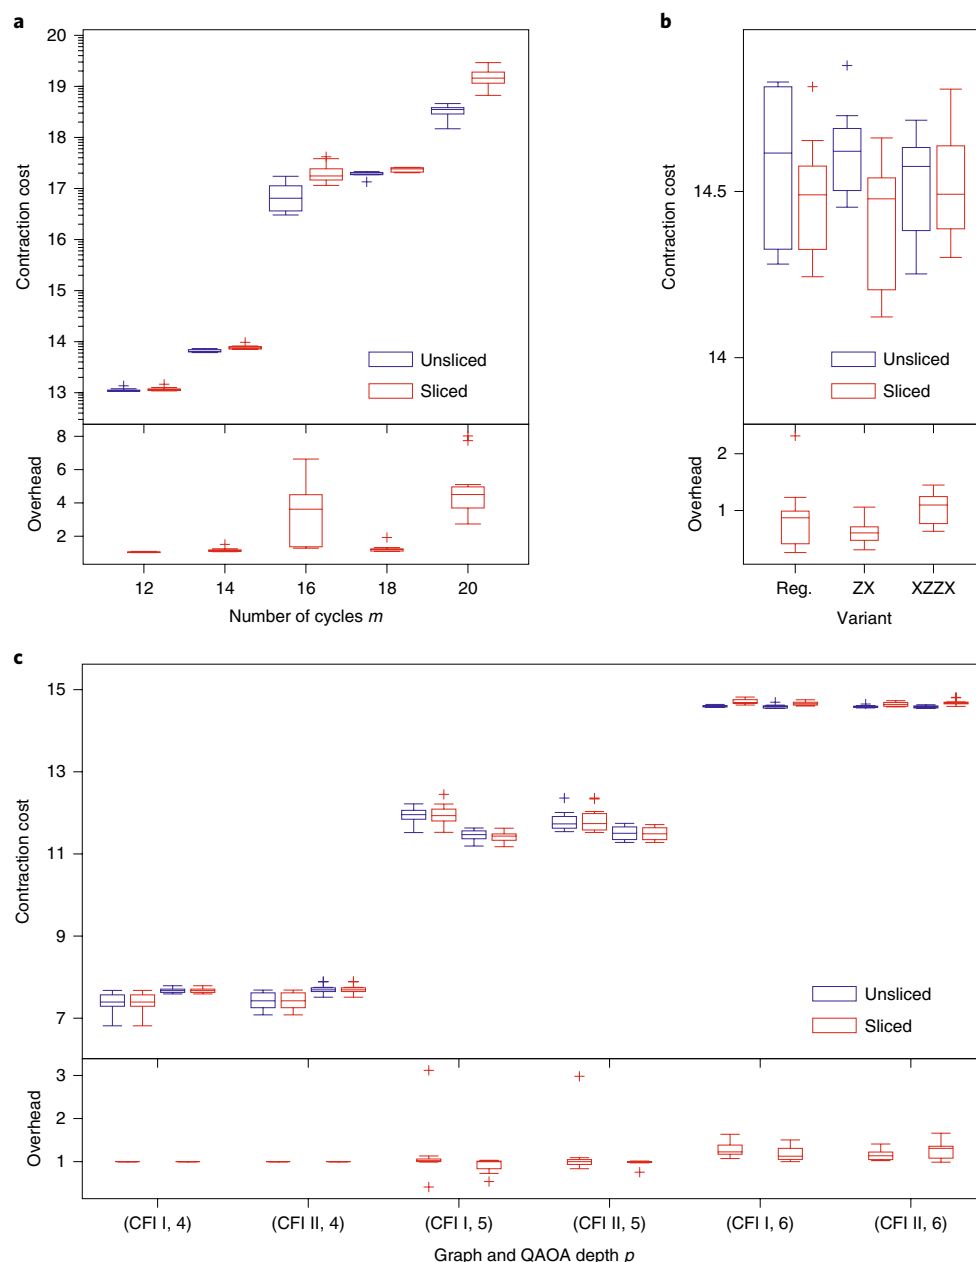 a
20
19
18
17
16
15
14
13
Contraction cost
Unsliced
Sliced
8
6
4
2
Overhead
12 14 16 18 20
Number of cycles m
b
14.5
14
Contraction cost
Unsliced
Sliced
2
1
Overhead
Reg. ZX XZZX
Variant
c
15
13
11
9
7
Contraction cost
Unsliced
Sliced
3
2
1
Overhead
(CFI I, 4) (CFI II, 4) (CFI I, 5) (CFI II, 5) (CFI I, 6) (CFI II, 6)
Graph and QAOA depth p